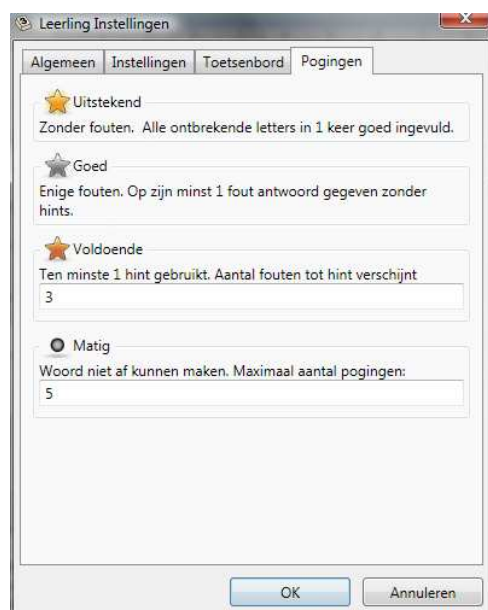 Leerling Instellingen
Algemeen Instellingen Toetsenbord Pogingen
Uitstekend
Zonder fouten. Alle ontbrekende letters in 1 keer goed ingevuld.
Goed
Enige fouten. Op zijn minst 1 fout antwoord gegeven zonder
hints.
Voldoende
Ten minste 1 hint gebruikt. Aantal fouten tot hint verschijnt
3
Matig
Woord niet af kunnen maken. Maximaal aantal pogingen:
5
OK Annuleren